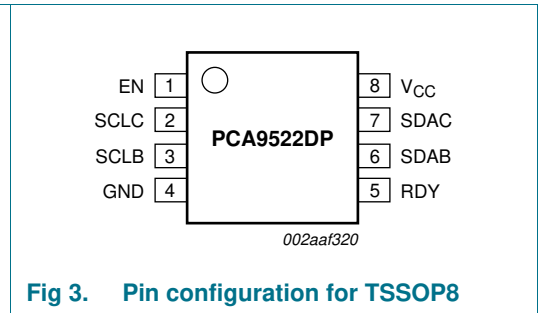 EN 1 8 VCC
SCLC 2 7 SDAC
PCA9522DP
SCLB 3 6 SDAB
GND 4 5 RDY
002aaf320
Fig 3. Pin configuration for TSSOP8